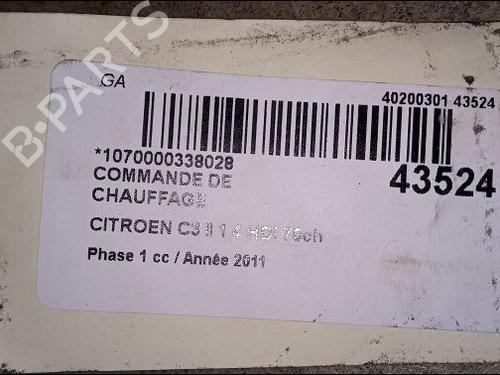 B-PARTS
GA
40200301 43524
*1070000338028
43524
COMMANDE DE
CHAUFFAGE
CITROEN C3 II 1 4 HDI 70ch
Phase 1 cc / Année 2011